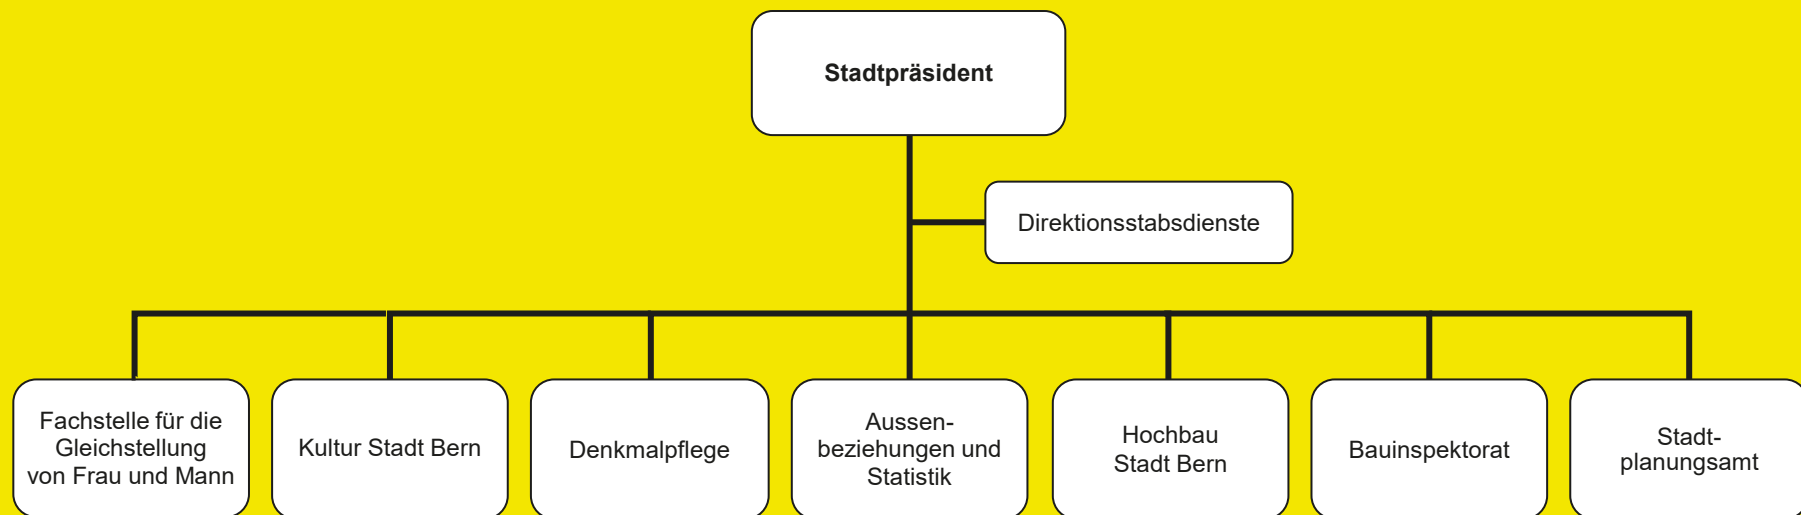 Stadtpräsident
Direktionsstabsdienste
Fachstelle für die
Gleichstellung
von Frau und Mann
Kultur Stadt Bern
Denkmalpflege
Aussen-
beziehungen und
Statistik
Hochbau
Stadt Bern
Bauinspektorat
Stadt-
planungsamt